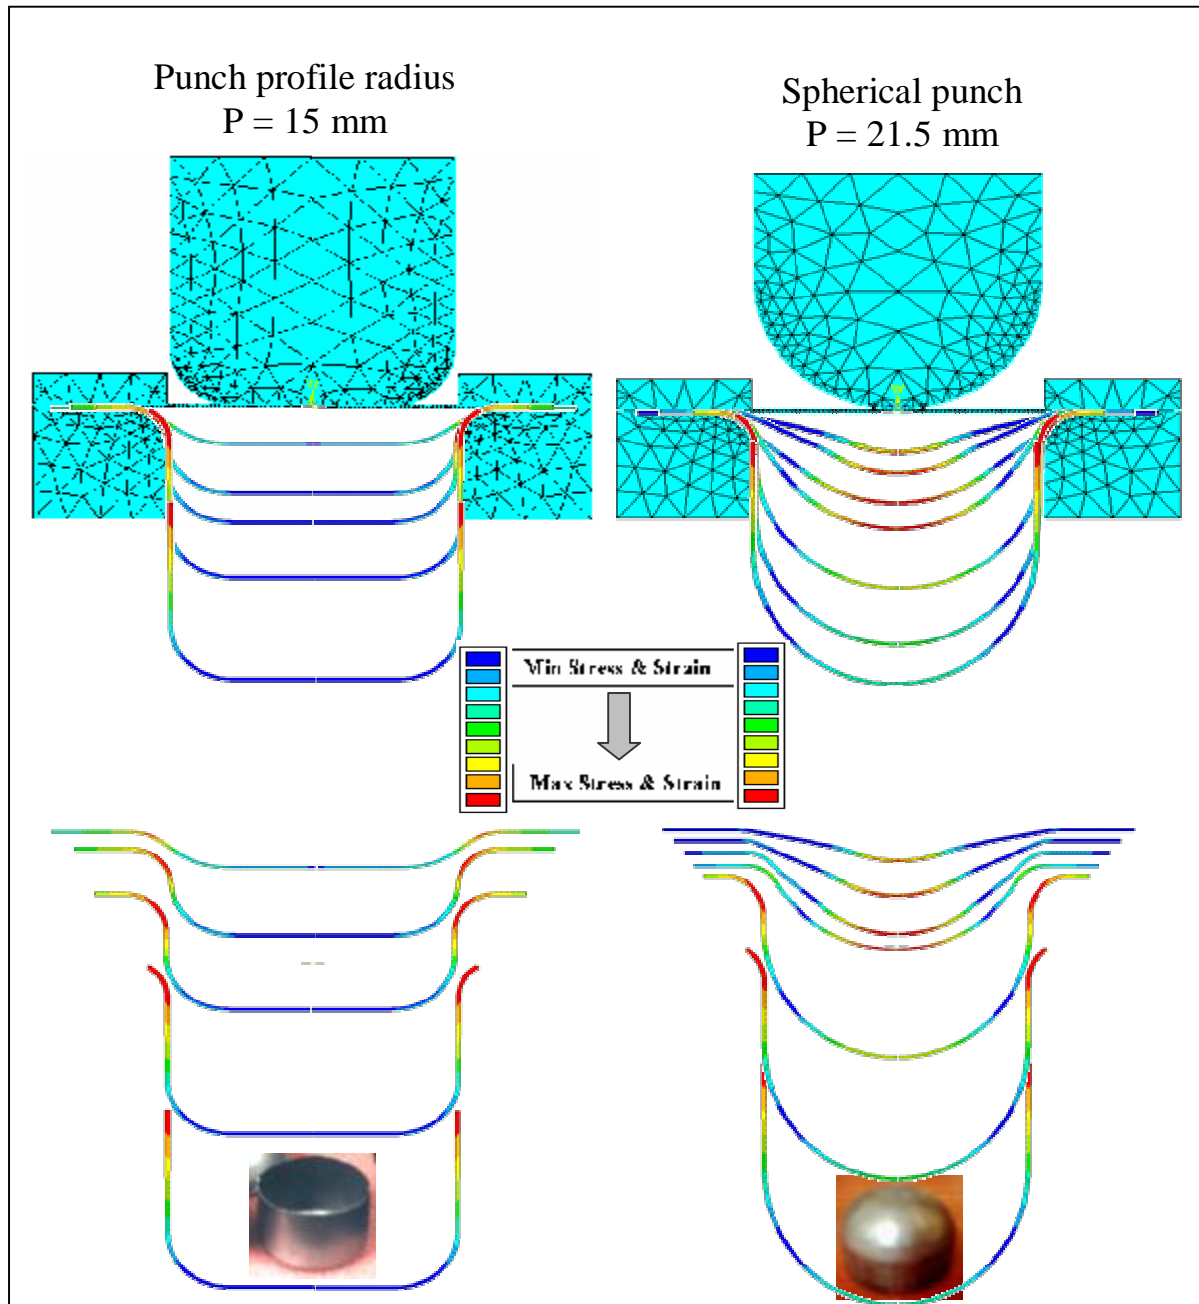 Punch profile radius
P = 15 mm
Spherical punch
P = 21.5 mm
Min Stress & Strain
Max Stress & Strain